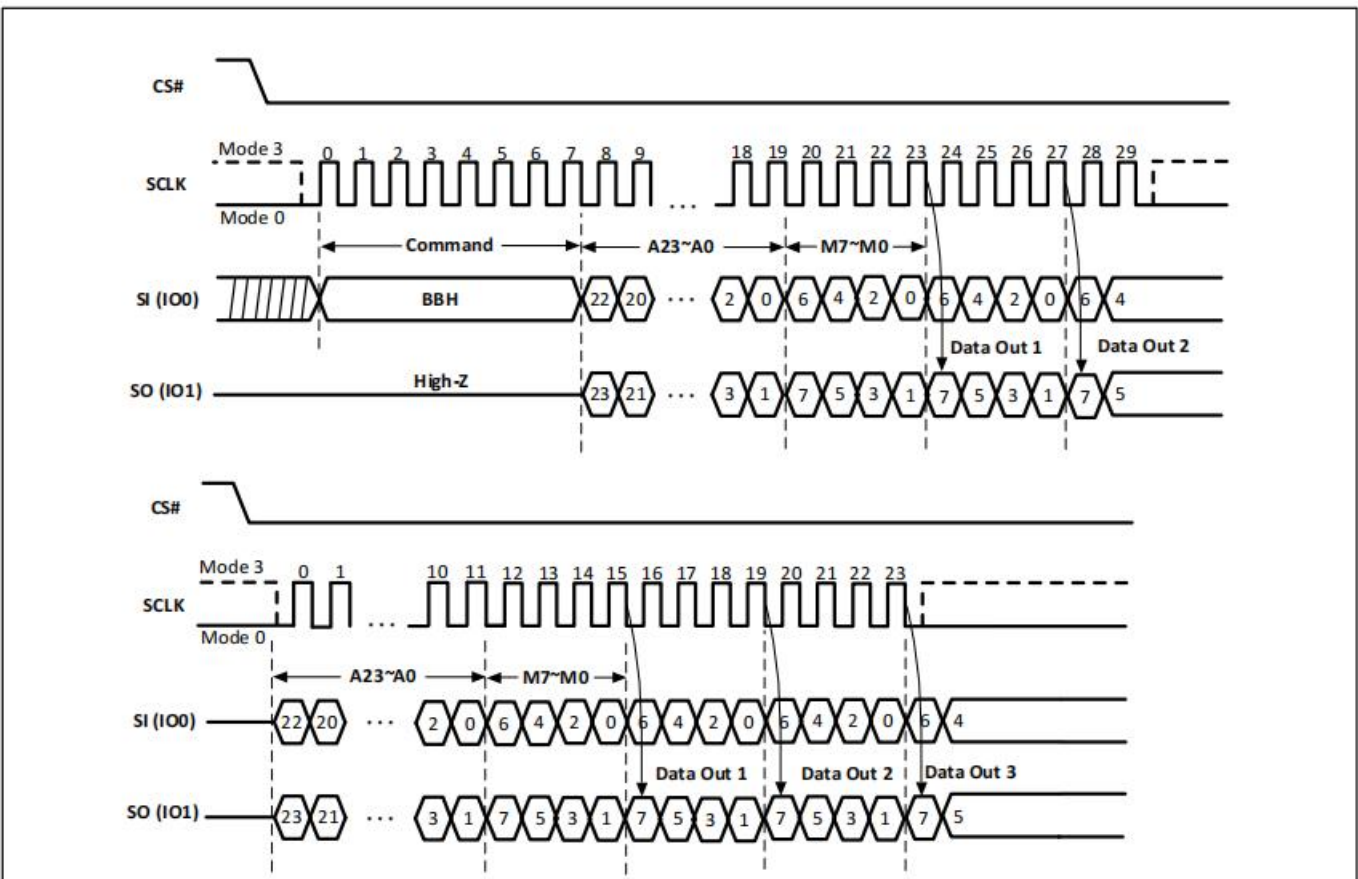 CS#
Mode 3 0 1 2 3 4 5 6 7 8 9 18 19 20 21 22 23 24 25 26 27 28 29
SCLK ...
Mode 0
Command A23~A0 M7~M0
SI (IO0) BBH 22 20 ... 2 0 6 4 2 0 6 4 2 0 6 4
Data Out 1 Data Out 2
SO (IO1) High-Z 23 21 ... 3 1 7 5 3 1 7 5 3 1 7 5
CS#
Mode 3 0 1 10 11 12 13 14 15 16 17 18 19 20 21 22 23
SCLK ...
Mode 0
A23~A0 M7~M0
SI (IO0) 22 20 ... 2 0 6 4 2 0 6 4 2 0 6 4 2 0 6 4
Data Out 1 Data Out 2 Data Out 3
SO (IO1) 23 21 ... 3 1 7 5 3 1 7 5 3 1 7 5 3 1 7 5